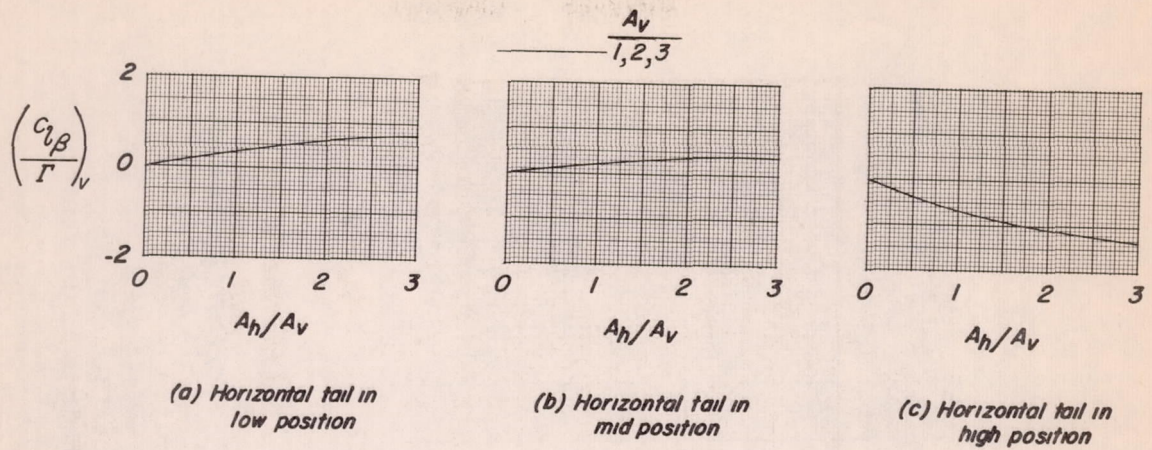 A_v
1,2,3
2
0
-2
(C_lβ / Γ)_v
0 1 2 3
0 1 2 3
0 1 2 3
A_h/A_v
A_h/A_v
A_h/A_v
(a) Horizontal tail in
low position
(b) Horizontal tail in
mid position
(c) Horizontal tail in
high position